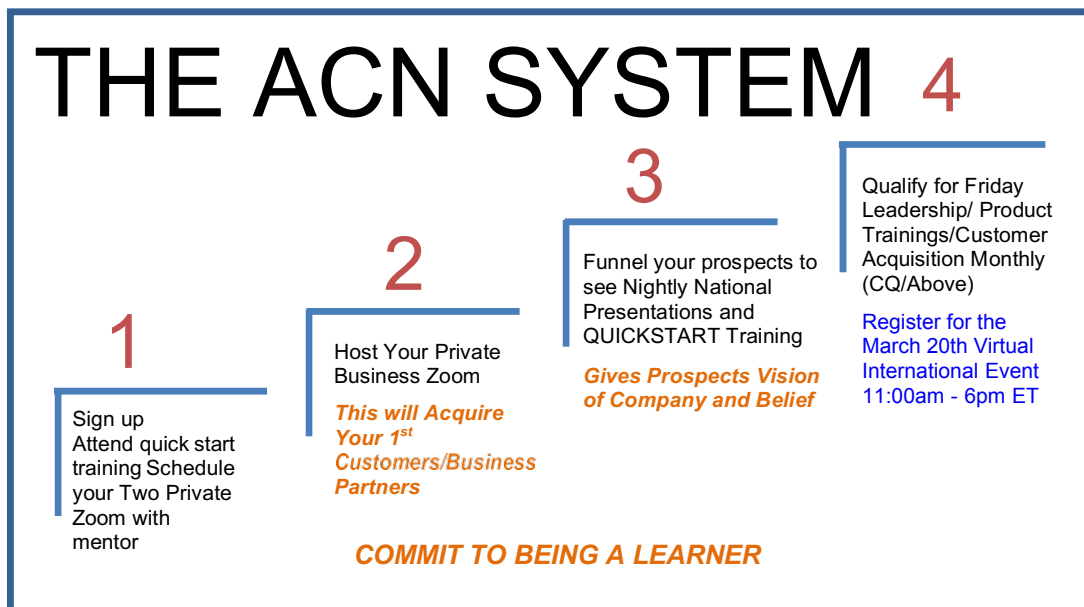 THE ACN SYSTEM
1
Sign up
Attend quick start
training Schedule
your Two Private
Zoom with
mentor
2
Host Your Private
Business Zoom
This will Acquire
Your 1st
Customers/Business
Partners
3
Funnel your prospects to
see Nightly National
Presentations and
QUICKSTART Training
Gives Prospects Vision
of Company and Belief
4
Qualify for Friday
Leadership/ Product
Trainings/Customer
Acquisition Monthly
(CQ/Above)
Register for the
March 20th Virtual
International Event
11:00am - 6pm ET
COMMIT TO BEING A LEARNER